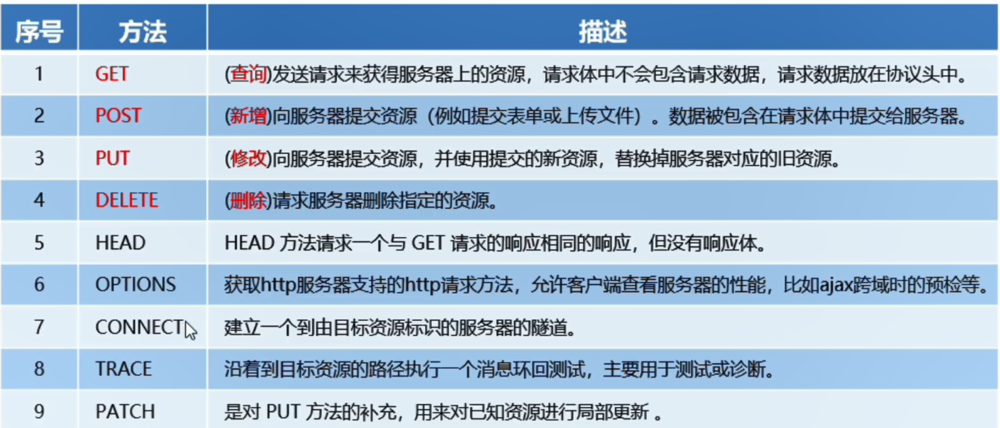 序号 方法 描述
1 GET (查询)发送请求来获得服务器上的资源，请求体中不会包含请求数据，请求数据放在协议头中。
2 POST (新增)向服务器提交资源（例如提交表单或上传文件）。数据被包含在请求体中提交给服务器。
3 PUT (修改)向服务器提交资源，并使用提交的新资源，替换掉服务器对应的旧资源。
4 DELETE (删除)请求服务器删除指定的资源。
5 HEAD HEAD 方法请求一个与 GET 请求的响应相同的响应，但没有响应体。
6 OPTIONS 获取http服务器支持的http请求方法，允许客户端查看服务器的性能，比如ajax跨域时的预检等。
7 CONNECT 建立一个到由目标资源标识的服务器的隧道。
8 TRACE 沿着到目标资源的路径执行一个消息环回测试，主要用于测试或诊断。
9 PATCH 是对 PUT 方法的补充，用来对已知资源进行局部更新 。